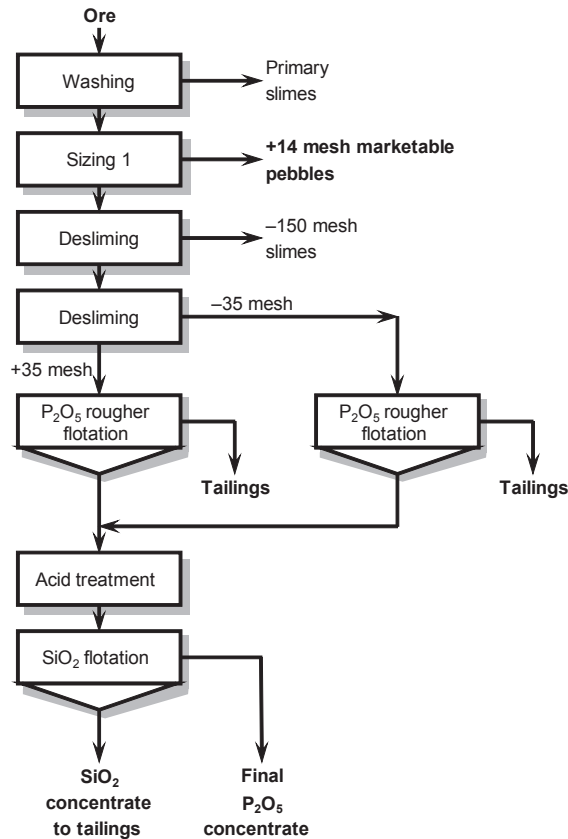 Ore
Washing
Primary
slimes
Sizing 1
+14 mesh marketable
pebbles
Desliming
–150 mesh
slimes
Desliming
–35 mesh
+35 mesh
P₂O₅ rougher
flotation
Tailings
P₂O₅ rougher
flotation
Tailings
Acid treatment
SiO₂ flotation
SiO₂
concentrate
to tailings
Final
P₂O₅
concentrate